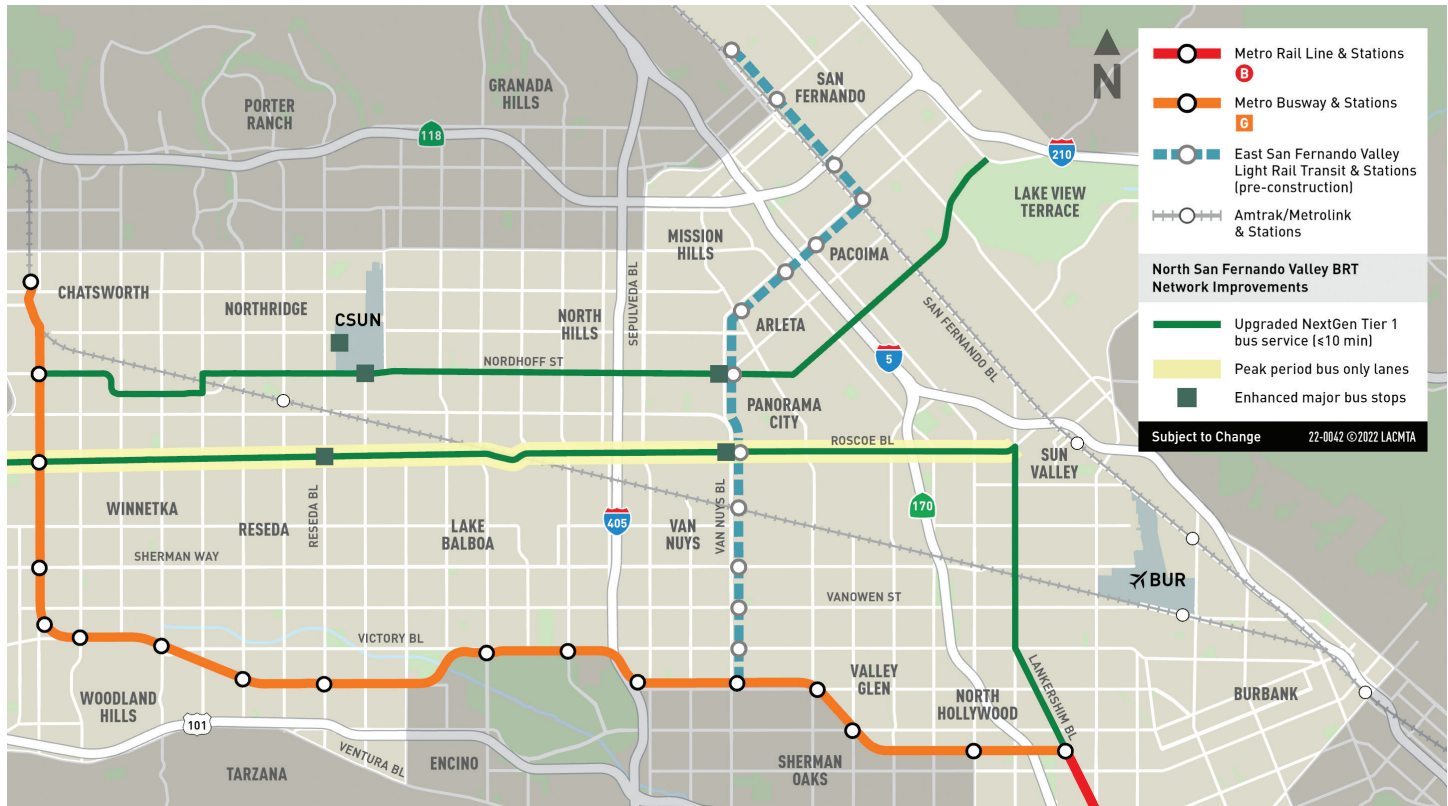 GRANADA
HILLS
PORTER
RANCH
118
SAN
FERNANDO
210
LAKE VIEW
TERRACE
MISSION
HILLS
PACOIMA
SEPULVEDA BL
CHATSWORTH
NORTHRIDGE
CSUN
NORTH
HILLS
ARLETA
SAN FERNANDO BL
NORDHOFF ST
5
PANORAMA
CITY
ROSCOE BL
SUN
VALLEY
WINNETKA
RESEDA
RESEDA BL
LAKE
BALBOA
405
VAN
NUYS
VAN NUYS BL
170
SHERMAN WAY
BUR
VANOWEN ST
VICTORY BL
WOODLAND
HILLS
VALLEY
GLEN
NORTH
HOLLYWOOD
LANKERSHIM BL
BURBANK
101
VENTURA BL
TARZANA
ENCINO
SHERMAN
OAKS
N
Metro Rail Line & Stations
B
Metro Busway & Stations
G
East San Fernando Valley
Light Rail Transit & Stations
(pre-construction)
Amtrak/Metrolink
& Stations
North San Fernando Valley BRT
Network Improvements
Upgraded NextGen Tier 1
bus service (≤10 min)
Peak period bus only lanes
Enhanced major bus stops
Subject to Change 22-0042 ©2022 LACMTA